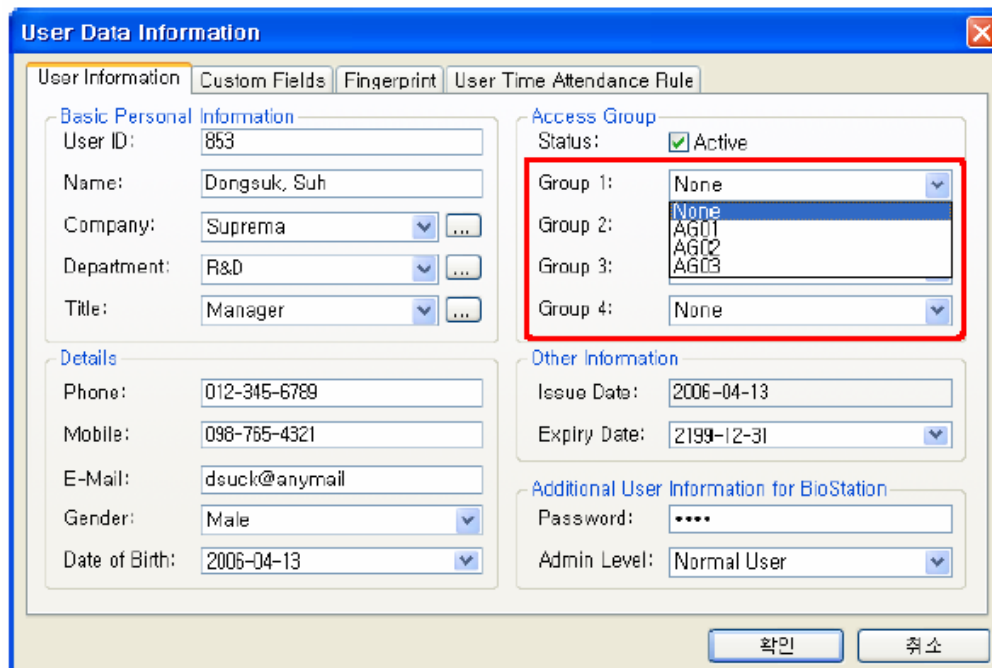 User Data Information
User Information Custom Fields Fingerprint User Time Attendance Rule
Basic Personal Information
User ID: 853
Name: Dongsuk, Suh
Company: Suprema ...
Department: R&D ...
Title: Manager ...
Details
Phone: 012-345-6789
Mobile: 098-765-4321
E-Mail: dsuck@anymail
Gender: Male
Date of Birth: 2006-04-13
Access Group
Status: Active
Group 1: None
None
Group 2: AG01
AG02
Group 3: AG03
Group 4: None
Other Information
Issue Date: 2006-04-13
Expiry Date: 2199-12-31
Additional User Information for BioStation
Password: ••••
Admin Level: Normal User
확인 취소